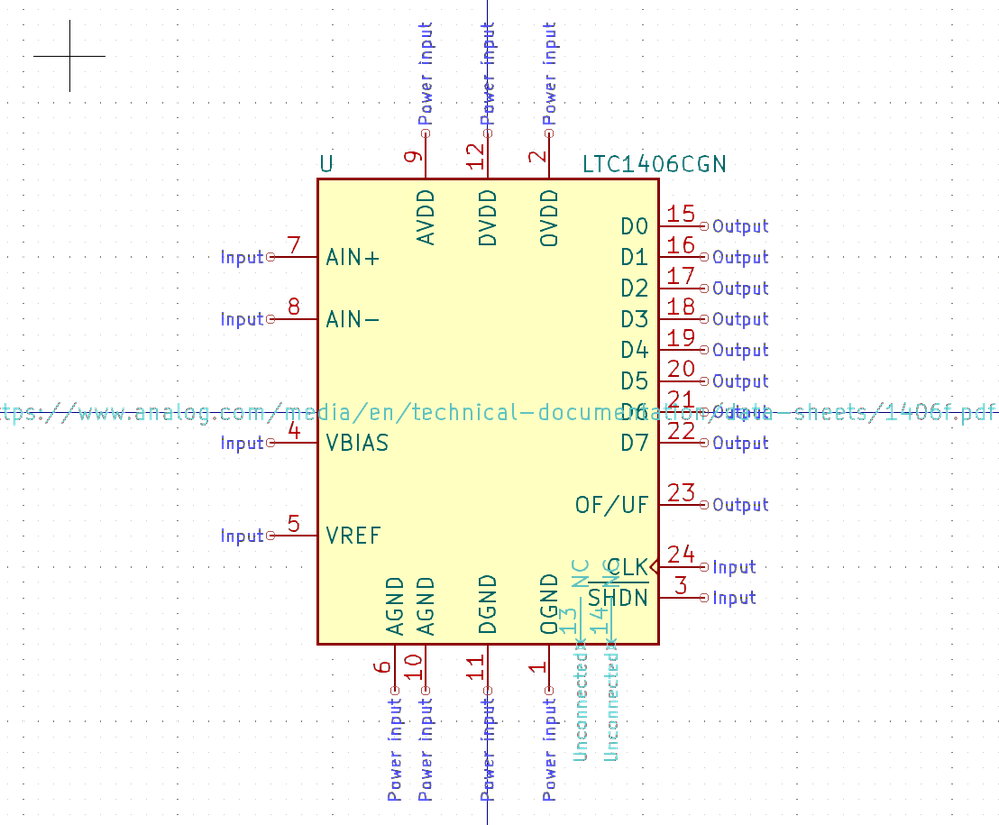 Power input
Power input
Power input
9
12
2
U
LTC1406CGN
AVDD
DVDD
OVDD
D0
15
Output
Input
7
AIN+
D1
16
Output
D2
17
Output
Input
8
AIN-
D3
18
Output
D4
19
Output
D5
20
Output
D6
21
Output
ttps://www.analog.com/media/en/technical-documentation/data-sheets/1406f.pdf
Input
4
VBIAS
D7
22
Output
OF/UF
23
Output
Input
5
VREF
CLK
24
Input
SHDN
3
Input
AGND
AGND
DGND
OGND
NC
NC
13
14
6
10
11
1
Power input
Power input
Power input
Power input
Unconnected
Unconnected